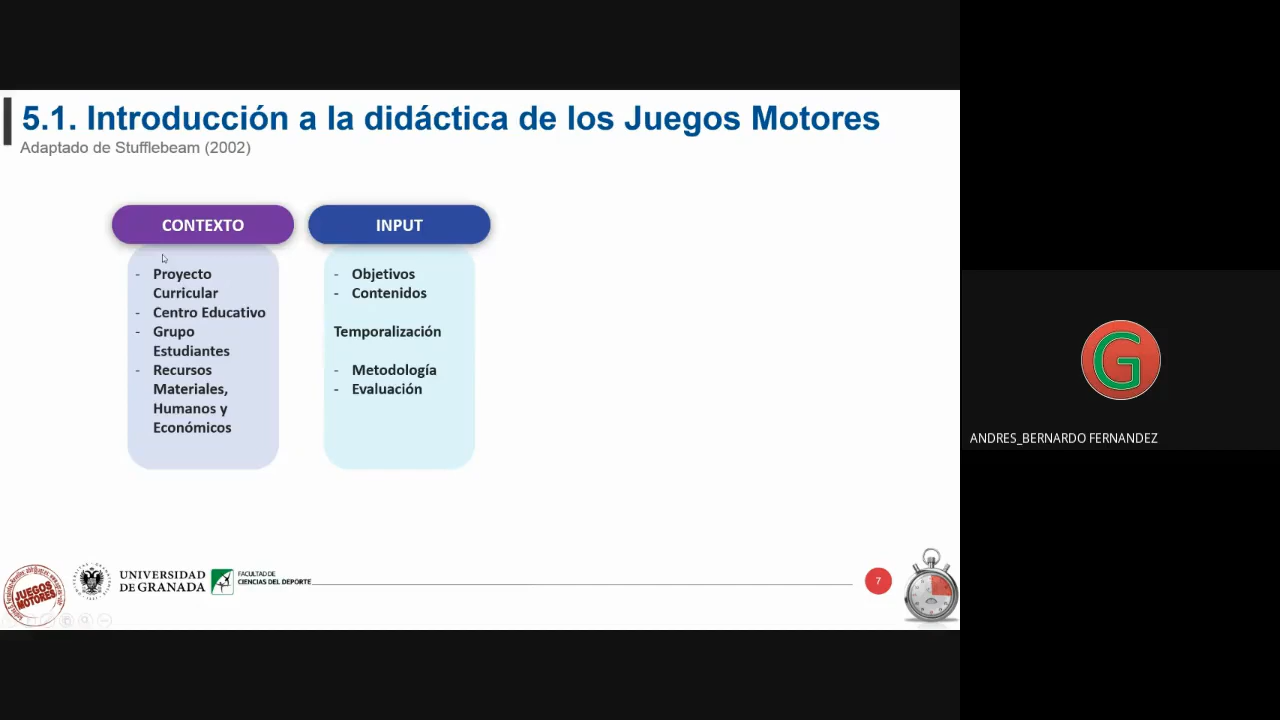 5.1. Introducción a la didáctica de los Juegos Motores
Adaptado de Stufflebeam (2002)
CONTEXTO
- Proyecto
Curricular
- Centro Educativo
- Grupo
Estudiantes
- Recursos
Materiales,
Humanos y
Económicos
INPUT
- Objetivos
- Contenidos
Temporalización
- Metodología
- Evaluación
G
ANDRES_BERNARDO FERNANDEZ
JUEGOS
MOTORES
UNIVERSIDAD
DE GRANADA
FACULTAD DE
CIENCIAS DEL DEPORTE
7